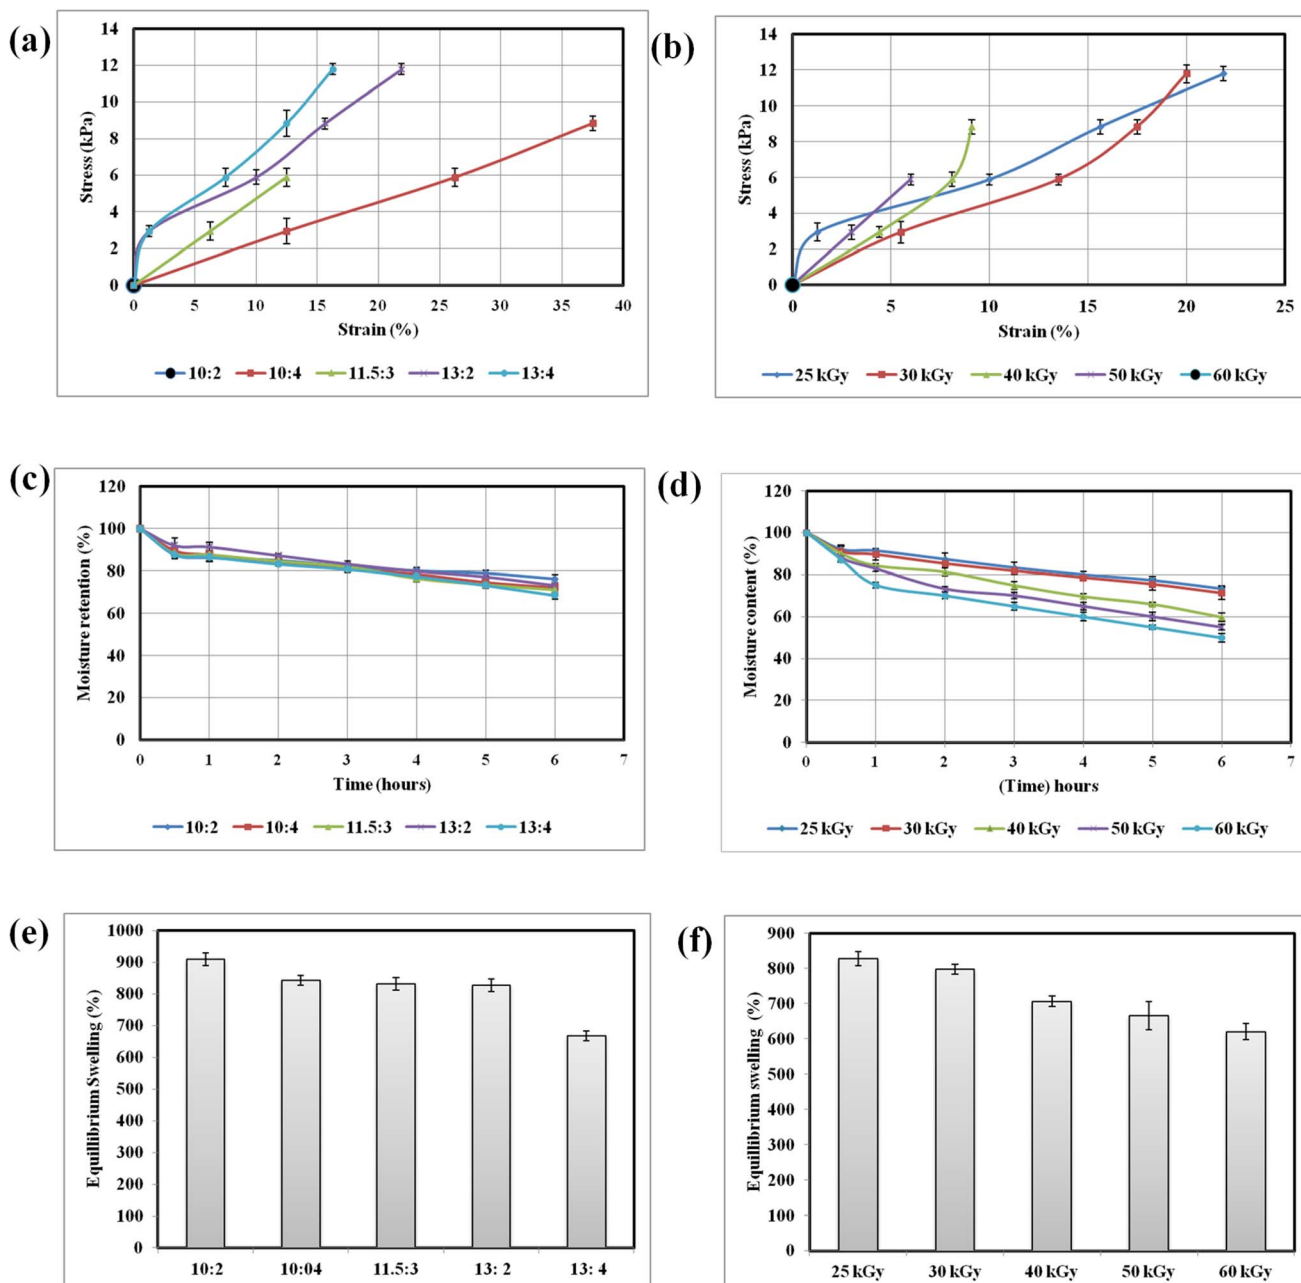 (a)
14
12
10
8
6
4
2
0
Stress (kPa)
0 5 10 15 20 25 30 35 40
Strain (%)
10:2 10:4 11.5:3 13:2 13:4
(b)
14
12
10
8
6
4
2
0
Stress (kPa)
0 5 10 15 20 25
Strain (%)
25 kGy 30 kGy 40 kGy 50 kGy 60 kGy
(c)
120
100
80
60
40
20
0
Moisture retention (%)
0 1 2 3 4 5 6 7
Time (hours)
10:2 10:4 11.5:3 13:2 13:4
(d)
120
100
80
60
40
20
0
Moisture content (%)
0 1 2 3 4 5 6 7
(Time) hours
25 kGy 30 kGy 40 kGy 50 kGy 60 kGy
(e)
1000
900
800
700
600
500
400
300
200
100
0
Equillibrium Swelling (%)
10:2 10:04 11.5:3 13: 2 13: 4
(f)
900
800
700
600
500
400
300
200
100
0
Equillibrium swelling (%)
25 kGy 30 kGy 40 kGy 50 kGy 60 kGy